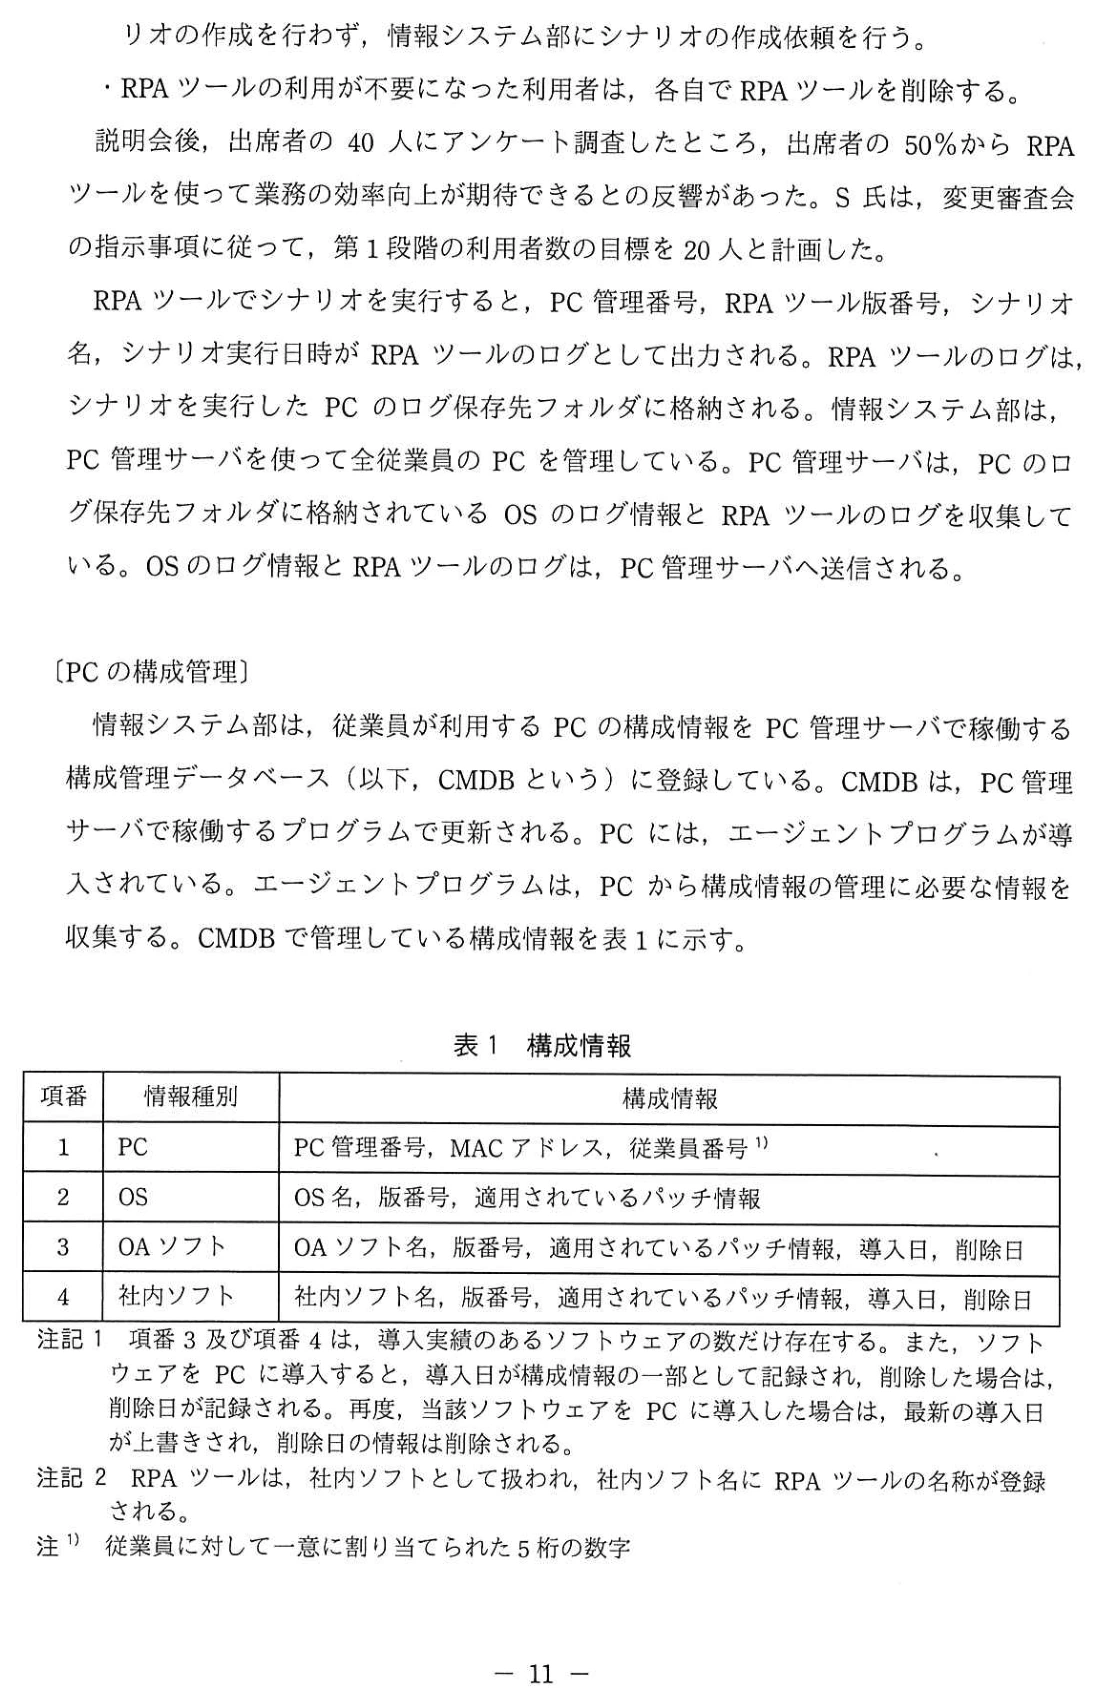 リオの作成を行わず，情報システム部にシナリオの作成依頼を行う。
・RPA ツールの利用が不要になった利用者は，各自で RPA ツールを削除する。
説明会後，出席者の 40 人にアンケート調査したところ，出席者の 50％から RPA
ツールを使って業務の効率向上が期待できるとの反響があった。S 氏は，変更審査会
の指示事項に従って，第 1 段階の利用者数の目標を 20 人と計画した。
RPA ツールでシナリオを実行すると，PC 管理番号，RPA ツール版番号，シナリオ
名，シナリオ実行日時が RPA ツールのログとして出力される。RPA ツールのログは，
シナリオを実行した PC のログ保存先フォルダに格納される。情報システム部は，
PC 管理サーバを使って全従業員の PC を管理している。PC 管理サーバは，PC のロ
グ保存先フォルダに格納されている OS のログ情報と RPA ツールのログを収集して
いる。OS のログ情報と RPA ツールのログは，PC 管理サーバへ送信される。
〔PC の構成管理〕
情報システム部は，従業員が利用する PC の構成情報を PC 管理サーバで稼働する
構成管理データベース（以下，CMDB という）に登録している。CMDB は，PC 管理
サーバで稼働するプログラムで更新される。PC には，エージェントプログラムが導
入されている。エージェントプログラムは，PC から構成情報の管理に必要な情報を
収集する。CMDB で管理している構成情報を表 1 に示す。
表 1　構成情報
項番　情報種別　構成情報
1　PC　PC 管理番号，MAC アドレス，従業員番号 1)
2　OS　OS 名，版番号，適用されているパッチ情報
3　OA ソフト　OA ソフト名，版番号，適用されているパッチ情報，導入日，削除日
4　社内ソフト　社内ソフト名，版番号，適用されているパッチ情報，導入日，削除日
注記 1　項番 3 及び項番 4 は，導入実績のあるソフトウェアの数だけ存在する。また，ソフト
ウェアを PC に導入すると，導入日が構成情報の一部として記録され，削除した場合は，
削除日が記録される。再度，当該ソフトウェアを PC に導入した場合は，最新の導入日
が上書きされ，削除日の情報は削除される。
注記 2　RPA ツールは，社内ソフトとして扱われ，社内ソフト名に RPA ツールの名称が登録
される。
注 1)　従業員に対して一意に割り当てられた 5 桁の数字
－ 11 －